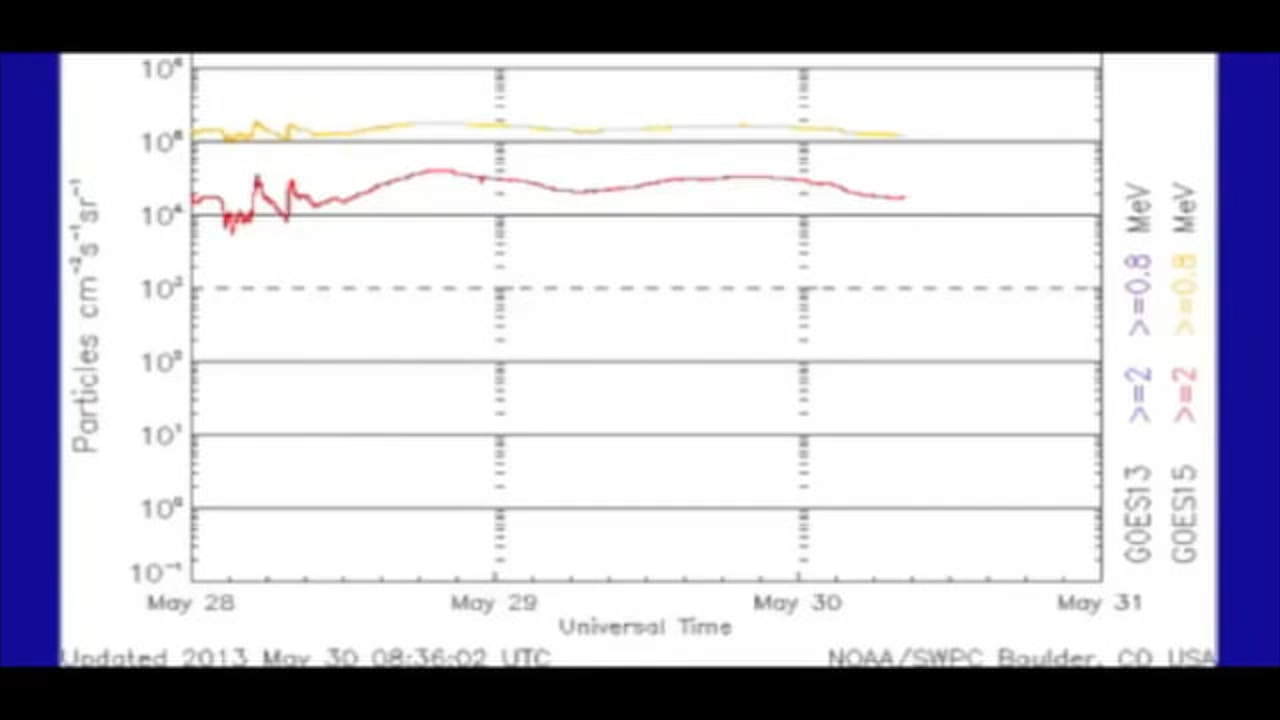 10⁶
10⁵
10⁴
10³
10²
10¹
10⁰
10⁻¹
Particles cm⁻²s⁻¹sr⁻¹
May 28 May 29 May 30 May 31
Universal Time
Updated 2013 May 30 08:36:02 UTC NOAA/SWPC Boulder, CO USA
GOES13 >=2 >=0.8 MeV
GOES15 >=2 >=0.8 MeV